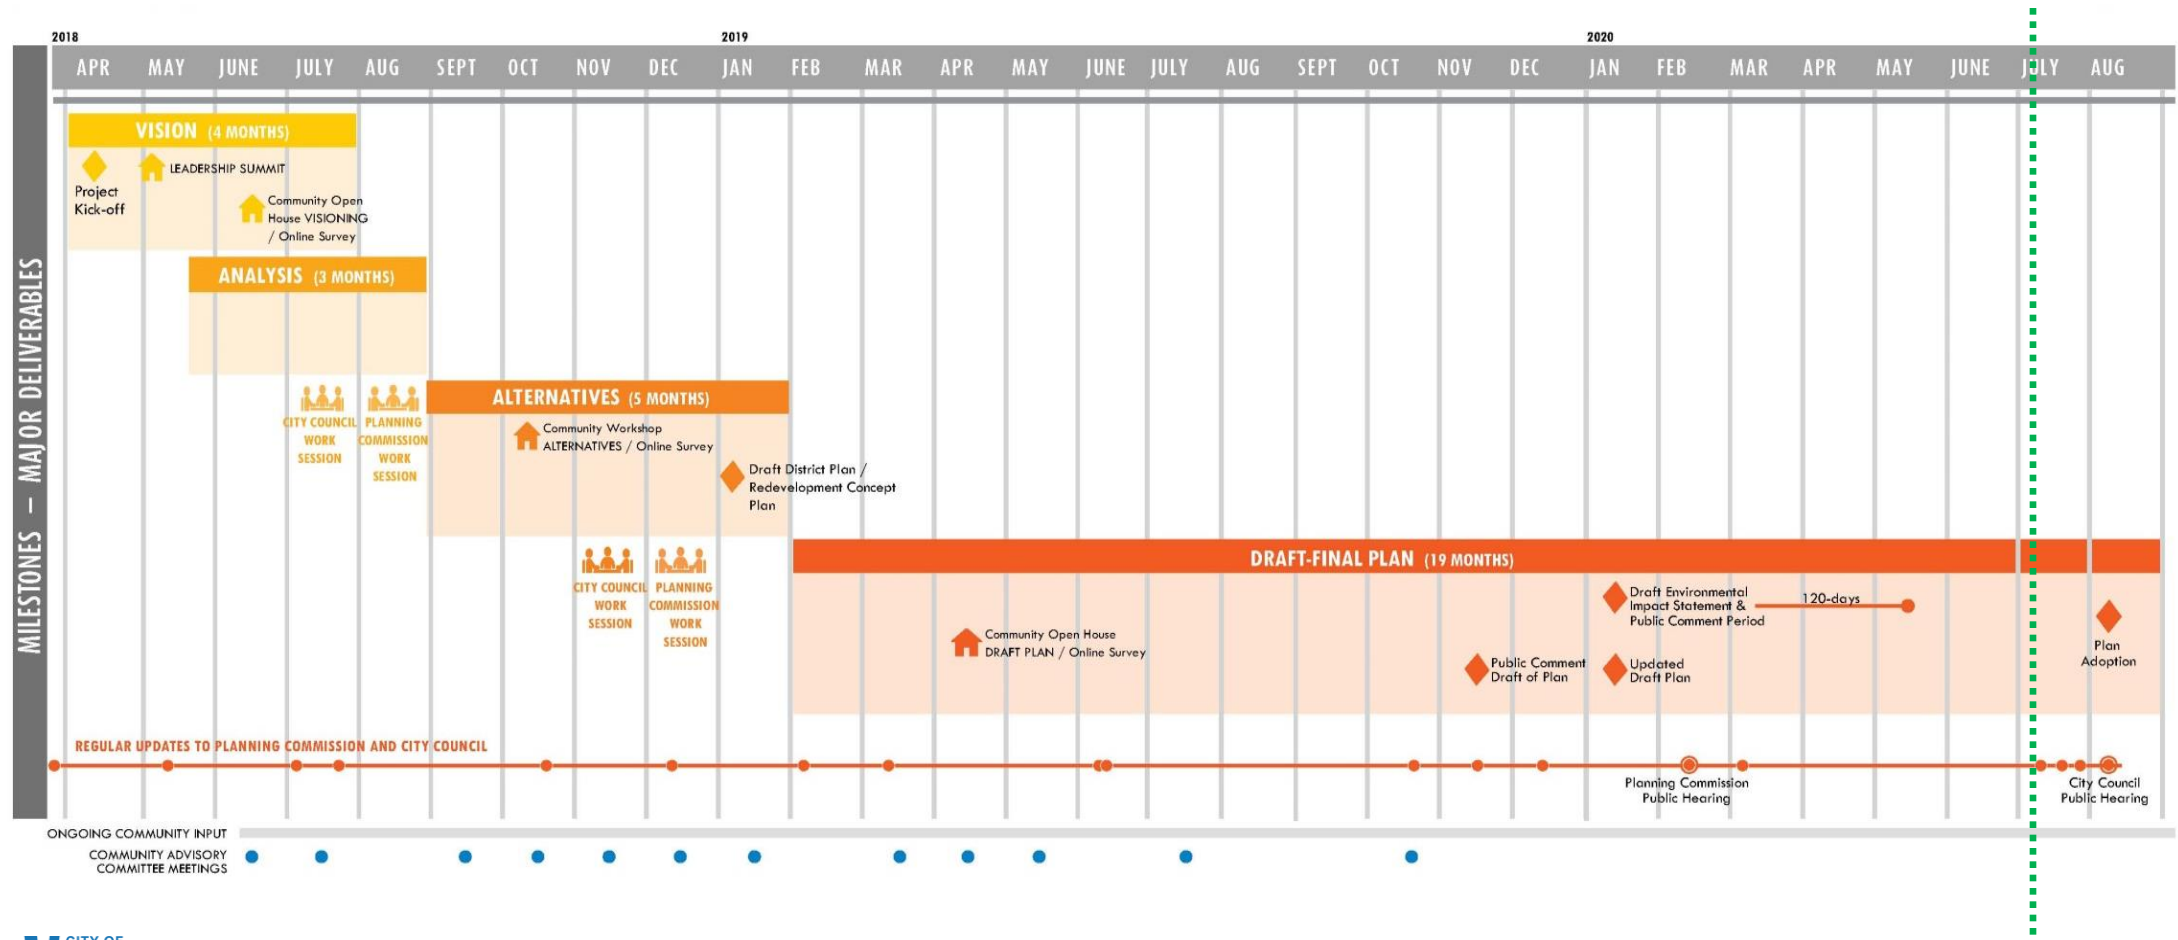 2018 2019 2020
APR MAY JUNE JULY AUG SEPT OCT NOV DEC JAN FEB MAR APR MAY JUNE JULY AUG SEPT OCT NOV DEC JAN FEB MAR APR MAY JUNE JULY AUG
MILESTONES – MAJOR DELIVERABLES
VISION (4 MONTHS)
LEADERSHIP SUMMIT
Project
Kick-off
Community Open
House VISIONING
/ Online Survey
ANALYSIS (3 MONTHS)
CITY COUNCIL
WORK
SESSION
PLANNING
COMMISSION
WORK
SESSION
ALTERNATIVES (5 MONTHS)
Community Workshop
ALTERNATIVES / Online Survey
Draft District Plan /
Redevelopment Concept
Plan
CITY COUNCIL
WORK
SESSION
PLANNING
COMMISSION
WORK
SESSION
DRAFT-FINAL PLAN (19 MONTHS)
Community Open House
DRAFT PLAN / Online Survey
Public Comment
Draft of Plan
Draft Environmental
Impact Statement &
Public Comment Period
120-days
Updated
Draft Plan
Plan
Adoption
REGULAR UPDATES TO PLANNING COMMISSION AND CITY COUNCIL
Planning Commission
Public Hearing
City Council
Public Hearing
ONGOING COMMUNITY INPUT
COMMUNITY ADVISORY
COMMITTEE MEETINGS
CITY OF